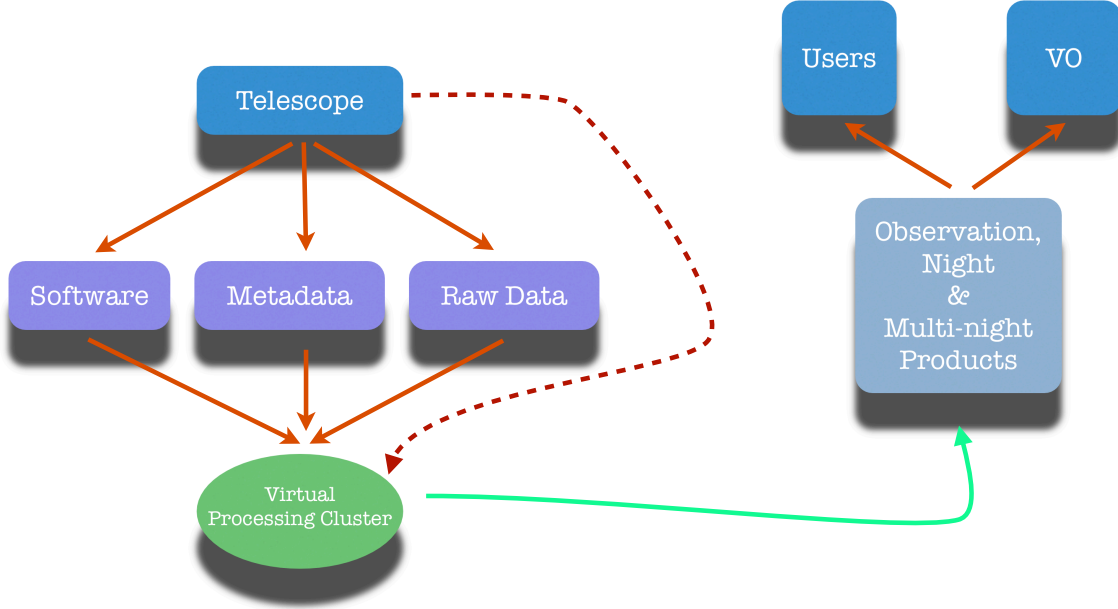 Telescope
Users
VO
Software
Metadata
Raw Data
Observation,
Night
&
Multi-night
Products
Virtual
Processing Cluster